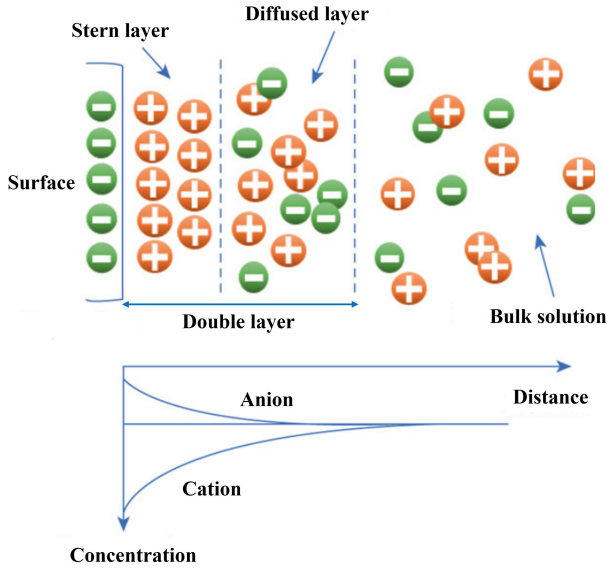 Diffused layer
Stern layer
Surface
Double layer
Bulk solution
Anion
Distance
Cation
Concentration